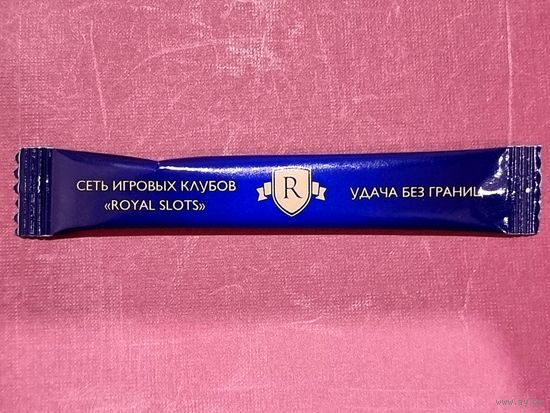 СЕТЬ ИГРОВЫХ КЛУБОВ
«ROYAL SLOTS»
R
УДАЧА БЕЗ ГРАНИЦ